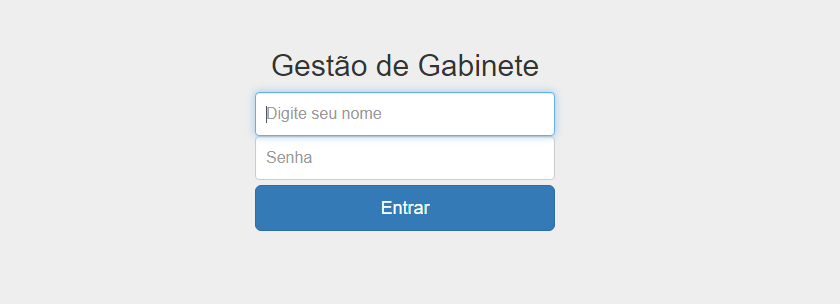 Gestão de Gabinete
Digite seu nome
Senha
Entrar